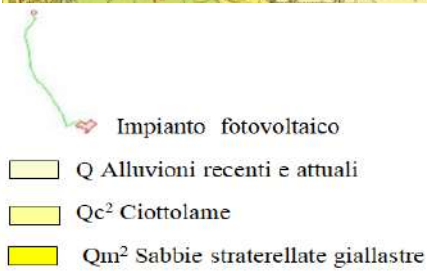 Impianto fotovoltaico
Q Alluvioni recenti e attuali
Qc² Ciottolame
Qm² Sabbie straterellate giallastre